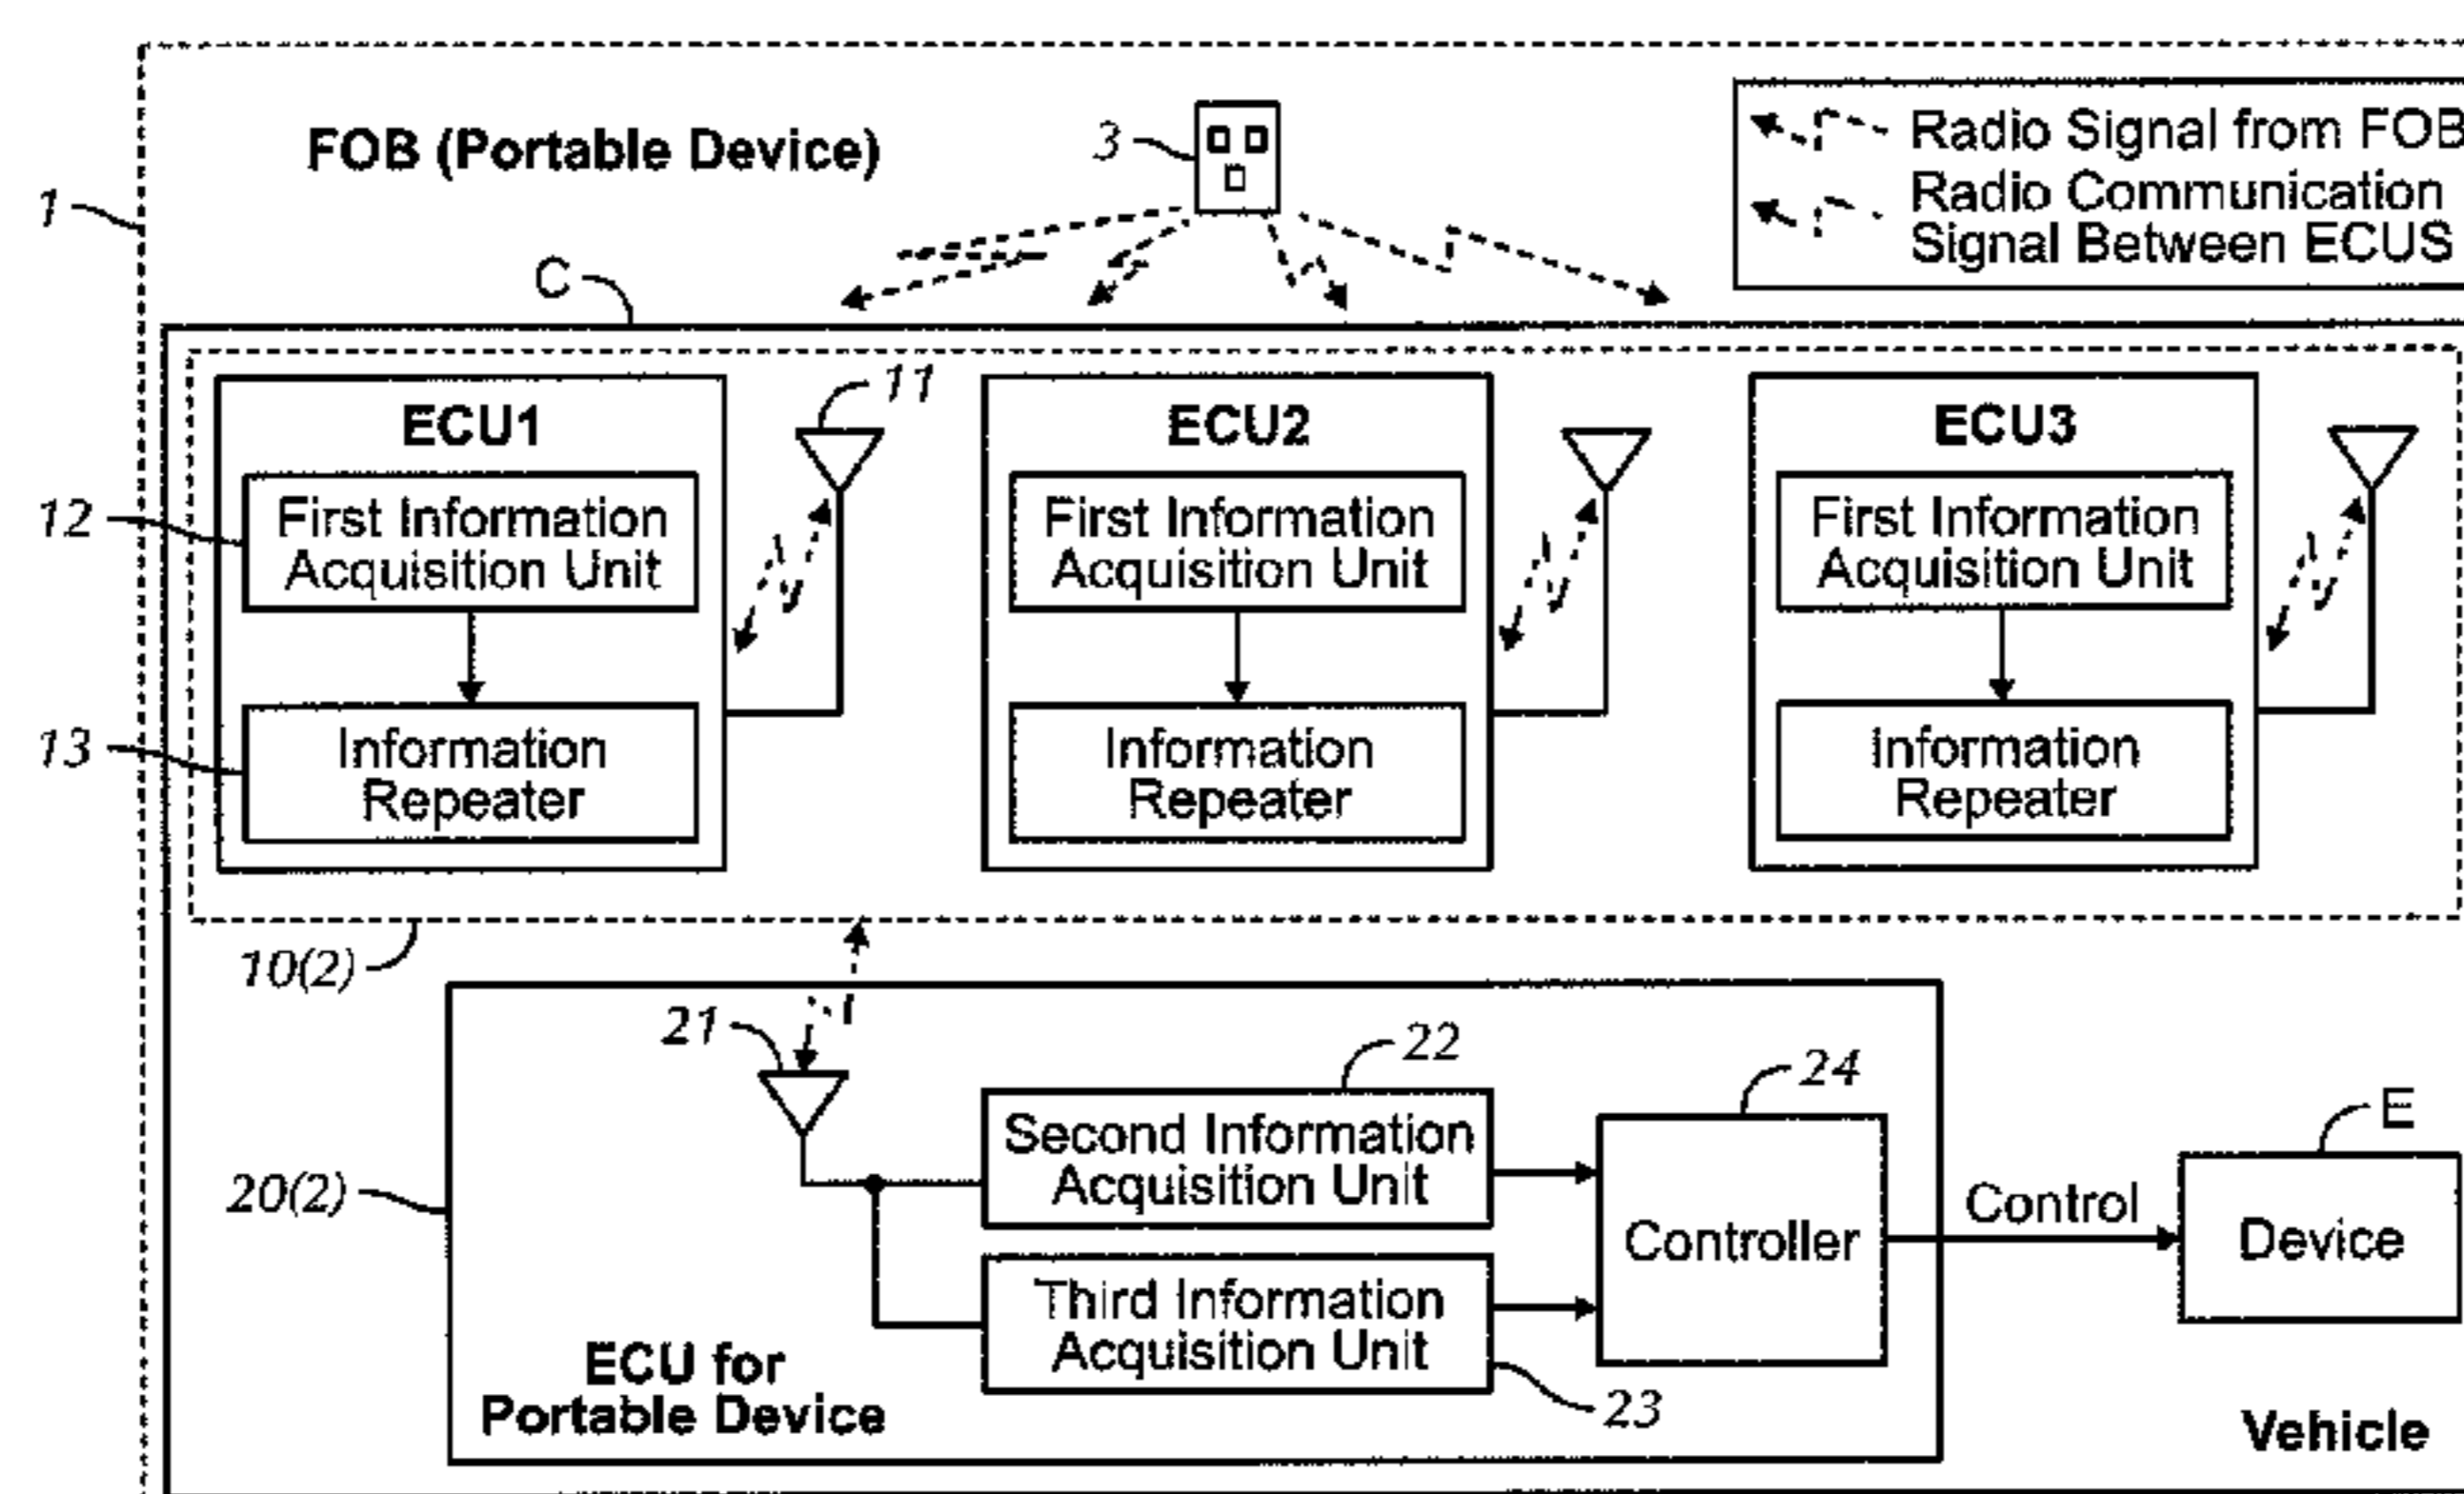 FOB (Portable Device)
3
Radio Signal from FOB
Radio Communication
Signal Between ECUS
1
C
11
ECU1
ECU2
ECU3
12
First Information
Acquisition Unit
First Information
Acquisition Unit
First Information
Acquisition Unit
13
Information
Repeater
Information
Repeater
Information
Repeater
10(2)
21
22
24
E
20(2)
Second Information
Acquisition Unit
Controller
Control
Device
Third Information
Acquisition Unit
23
ECU for
Portable Device
Vehicle